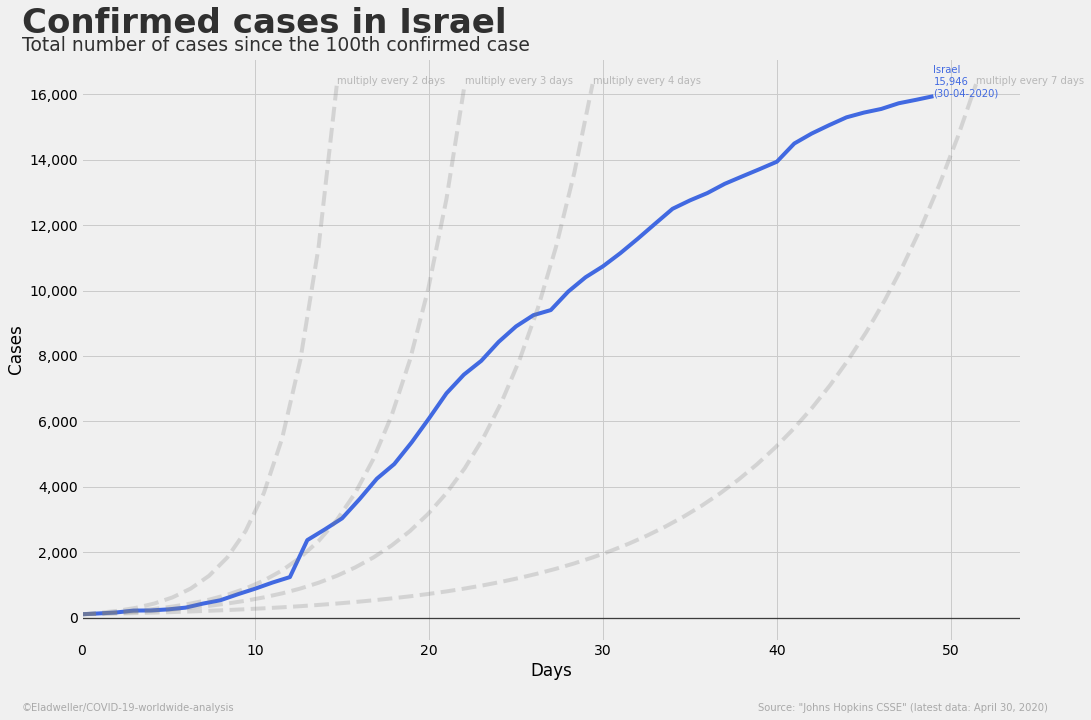 Confirmed cases in Israel
Total number of cases since the 100th confirmed case
multiply every 2 days
multiply every 3 days
multiply every 4 days
Israel
15,946
(30-04-2020)
multiply every 7 days
16,000
14,000
12,000
10,000
8,000
6,000
4,000
2,000
0
Cases
0 10 20 30 40 50
Days
©Eladweller/COVID-19-worldwide-analysis
Source: "Johns Hopkins CSSE" (latest data: April 30, 2020)